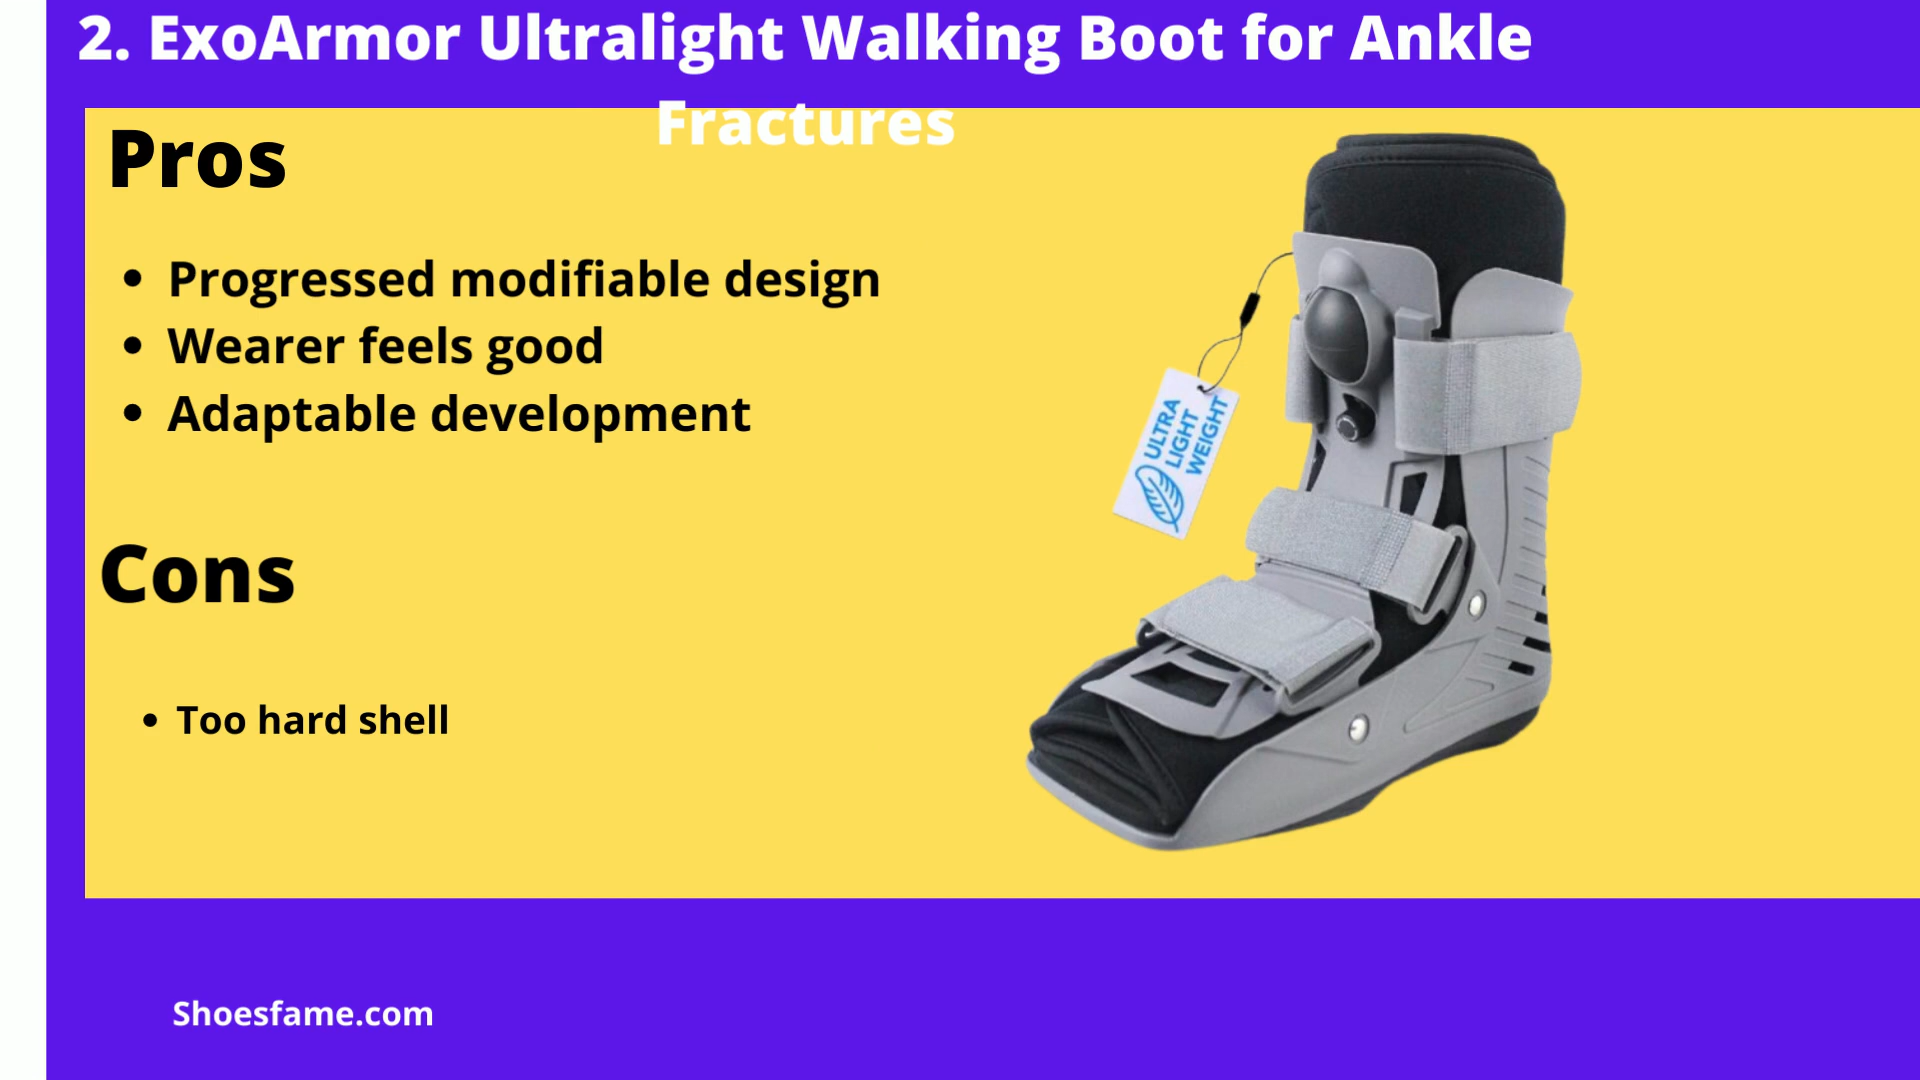 2. ExoArmor Ultralight Walking Boot for Ankle
Fractures
Pros
• Progressed modifiable design
• Wearer feels good
• Adaptable development
Cons
• Too hard shell
ULTRA
LIGHT
WEIGHT
Shoesfame.com